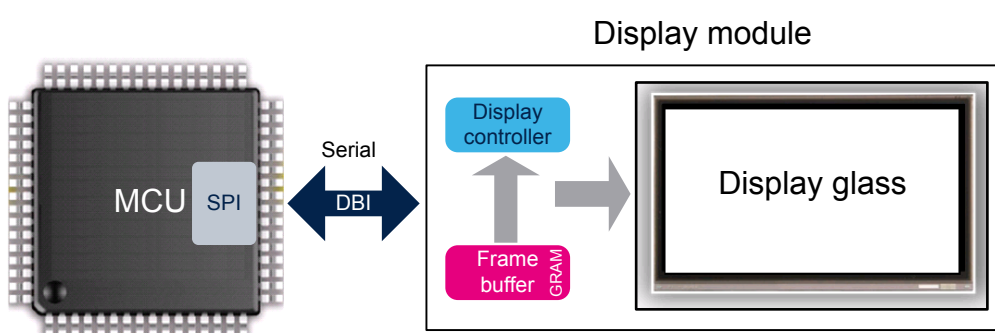 Display module
Display
controller
Serial
MCU
SPI
DBI
Display glass
Frame
buffer
GRAM